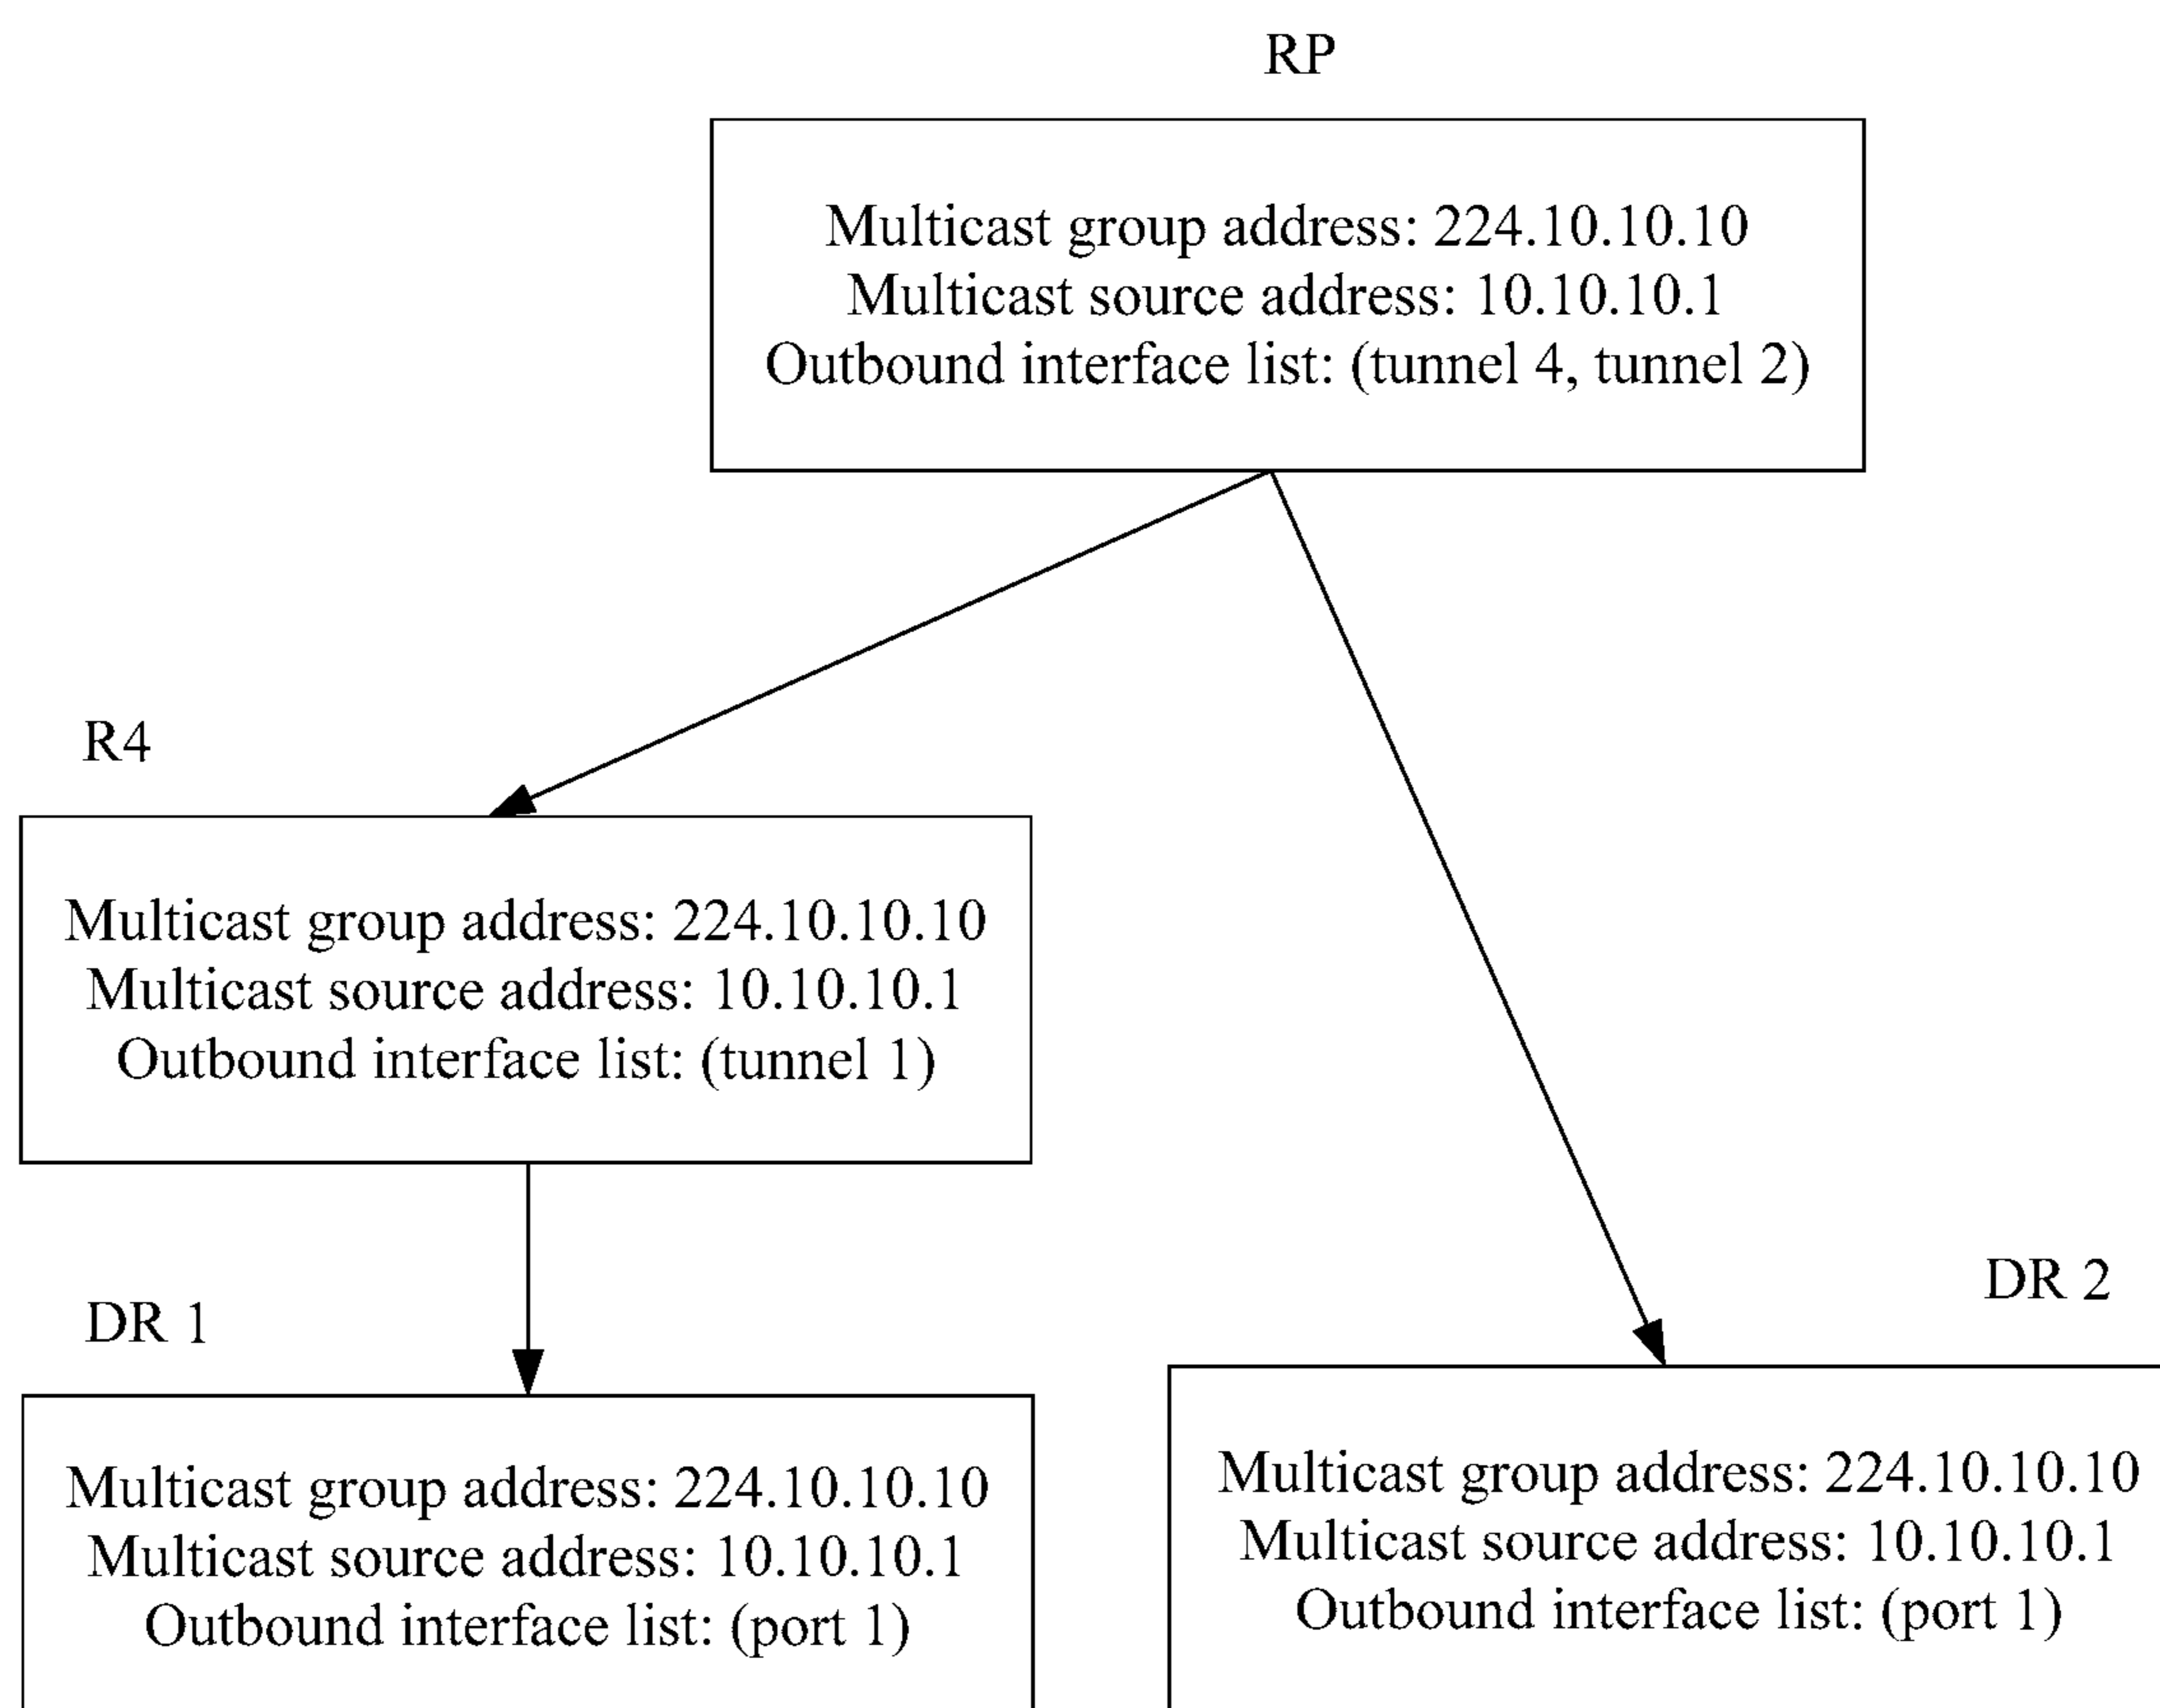 RP
Multicast group address: 224.10.10.10
Multicast source address: 10.10.10.1
Outbound interface list: (tunnel 4, tunnel 2)
R4
Multicast group address: 224.10.10.10
Multicast source address: 10.10.10.1
Outbound interface list: (tunnel 1)
DR 1
Multicast group address: 224.10.10.10
Multicast source address: 10.10.10.1
Outbound interface list: (port 1)
DR 2
Multicast group address: 224.10.10.10
Multicast source address: 10.10.10.1
Outbound interface list: (port 1)